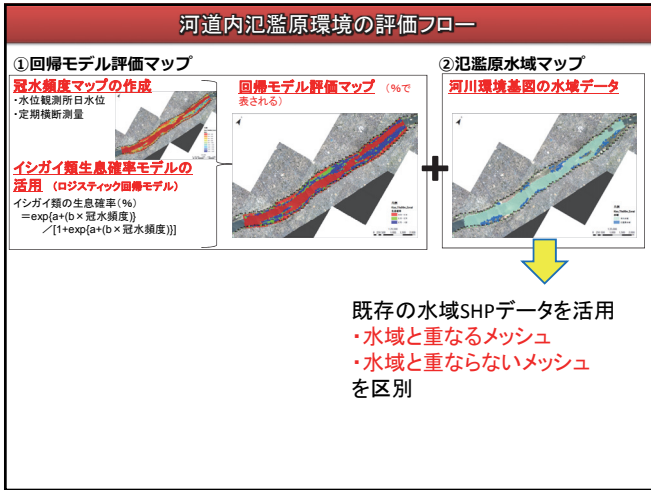 河道内氾濫原環境の評価フロー
①回帰モデル評価マップ
冠水頻度マップの作成
・水位観測所日水位
・定期横断測量
イシガイ類生息確率モデルの
活用 (ロジスティック回帰モデル)
イシガイ類の生息確率(%)
=exp{a+(b×冠水頻度)}
/[1+exp{a+(b×冠水頻度)}]
回帰モデル評価マップ (%で
表される)
+
②氾濫原水域マップ
河川環境基図の水域データ
既存の水域SHPデータを活用
・水域と重なるメッシュ
・水域と重ならないメッシュ
を区別